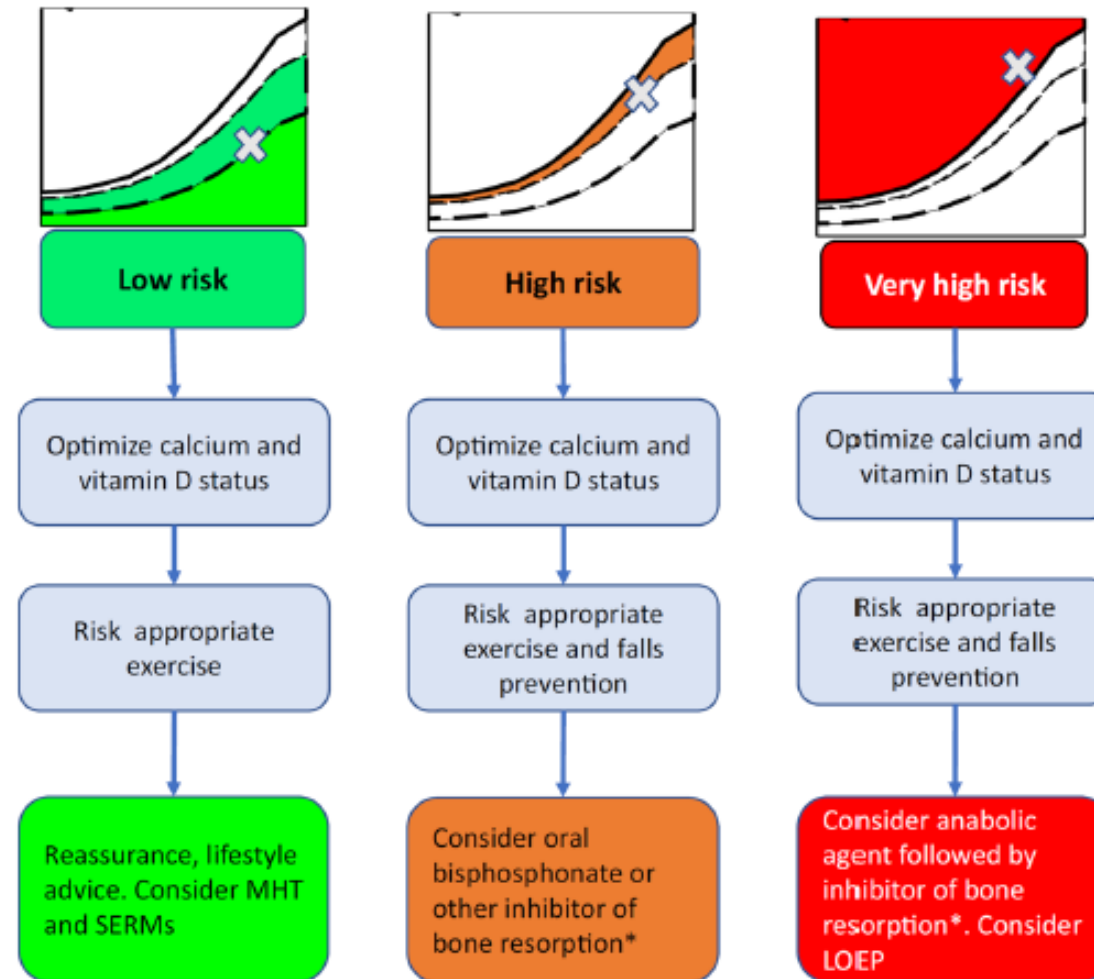 Low risk
Optimize calcium and
vitamin D status
Risk appropriate
exercise
Reassurance, lifestyle
advice. Consider MHT
and SERMs
High risk
Optimize calcium and
vitamin D status
Risk appropriate
exercise and falls
prevention
Consider oral
bisphosphonate or
other inhibitor of
bone resorption*
Very high risk
Optimize calcium and
vitamin D status
Risk appropriate
exercise and falls
prevention
Consider anabolic
agent followed by
inhibitor of bone
resorption*. Consider
LOEP